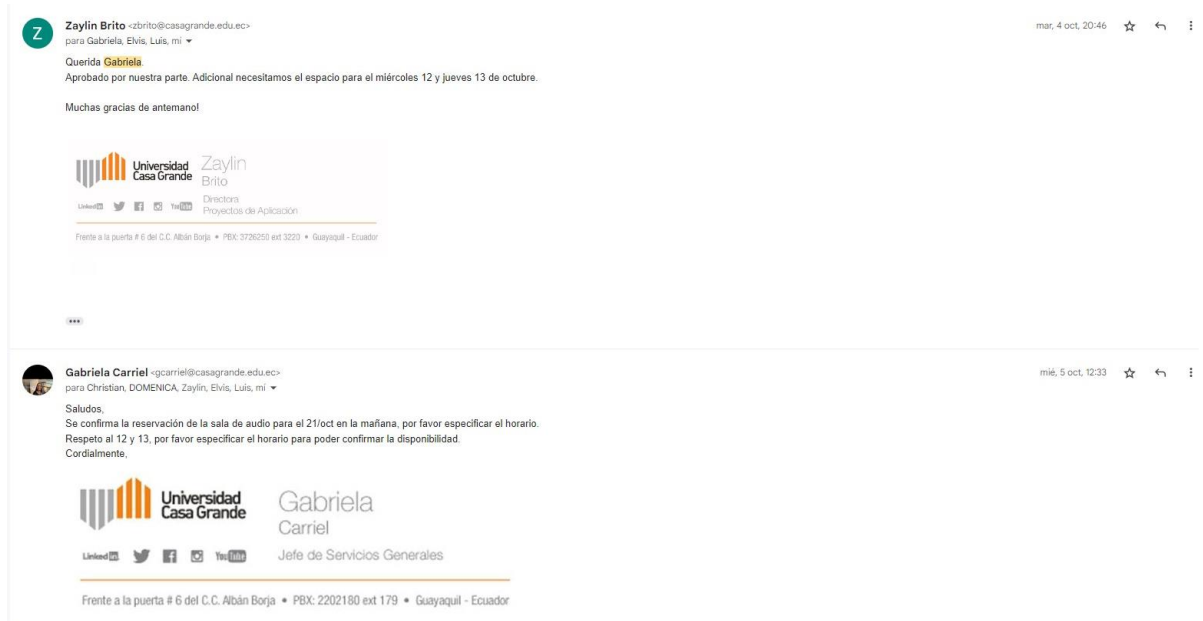 Z
Zaylin Brito <zbrito@casagrande.edu.ec>
mar, 4 oct, 20:46
para Gabriela, Elvis, Luis, mí
Querida Gabriela.
Aprobado por nuestra parte. Adicional necesitamos el espacio para el miércoles 12 y jueves 13 de octubre.
Muchas gracias de antemano!
Universidad
Casa Grande
Zaylin
Brito
Directora
Proyectos de Aplicación
Linkedin YouTube
Frente a la puerta # 6 del C.C. Albán Borja • PBX: 3726250 ext 3220 • Guayaquil - Ecuador
Gabriela Carriel <gcarriel@casagrande.edu.ec>
mié, 5 oct, 12:33
para Christian, DOMENICA, Zaylin, Elvis, Luis, mí
Saludos,
Se confirma la reservación de la sala de audio para el 21/oct en la mañana, por favor especificar el horario.
Respeto al 12 y 13, por favor especificar el horario para poder confirmar la disponibilidad.
Cordialmente,
Universidad
Casa Grande
Gabriela
Carriel
Linked in YouTube
Jefe de Servicios Generales
Frente a la puerta # 6 del C.C. Albán Borja • PBX: 2202180 ext 179 • Guayaquil - Ecuador